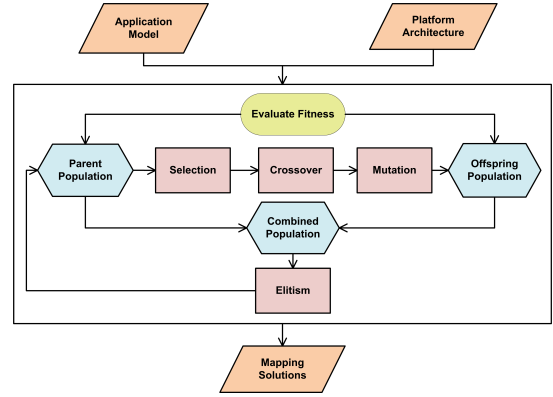 Application
Model
Platform
Architecture
Evaluate Fitness
Parent
Population
Selection
Crossover
Mutation
Offspring
Population
Combined
Population
Elitism
Mapping
Solutions